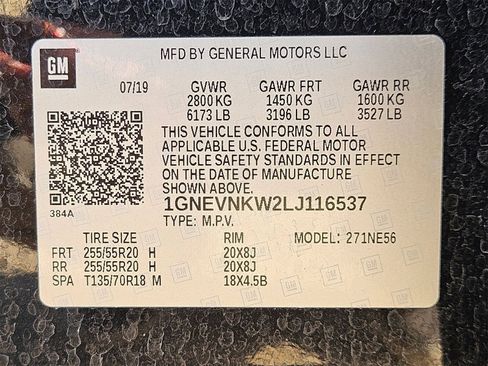 GM
MFD BY GENERAL MOTORS LLC
07/19 GVWR GAWR FRT GAWR RR
2800 KG 1450 KG 1600 KG
6173 LB 3196 LB 3527 LB
THIS VEHICLE CONFORMS TO ALL
APPLICABLE U.S. FEDERAL MOTOR
VEHICLE SAFETY STANDARDS IN EFFECT
ON THE DATE OF MANUFACTURE
SHOWN ABOVE.
384A
1GNEVNKW2LJ116537
TYPE: M.P.V.
TIRE SIZE RIM MODEL: 271NE56
FRT 255/55R20 H 20X8J
RR 255/55R20 H 20X8J
SPA T135/70R18 M 18X4.5B